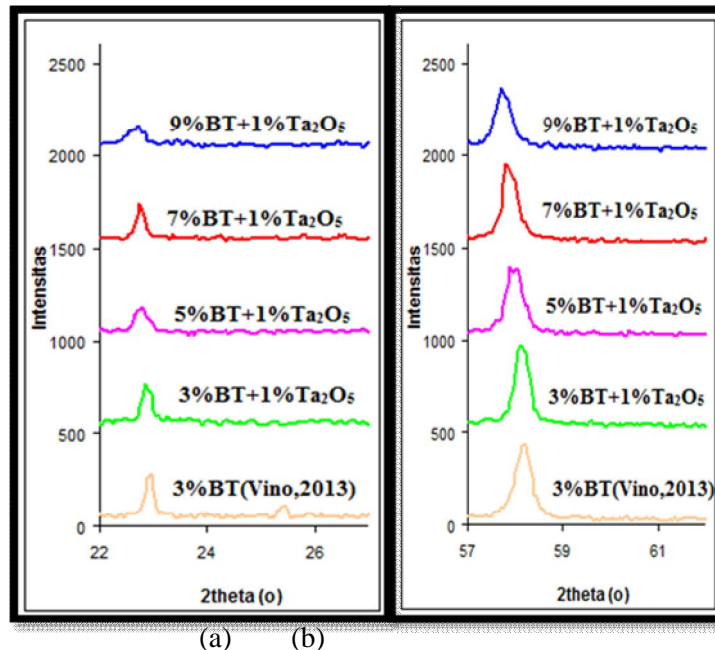 2500
9%BT+1%Ta₂O₅
2000
7%BT+1%Ta₂O₅
1500
Intensitas
5%BT+1%Ta₂O₅
1000
3%BT+1%Ta₂O₅
500
3%BT(Vino,2013)
0
22 24 26
2theta (o)
2500
9%BT+1%Ta₂O₅
2000
7%BT+1%Ta₂O₅
1500
Intensitas
5%BT+1%Ta₂O₅
1000
3%BT+1%Ta₂O₅
500
3%BT(Vino,2013)
0
57 59 61
2theta (o)
(a) (b)